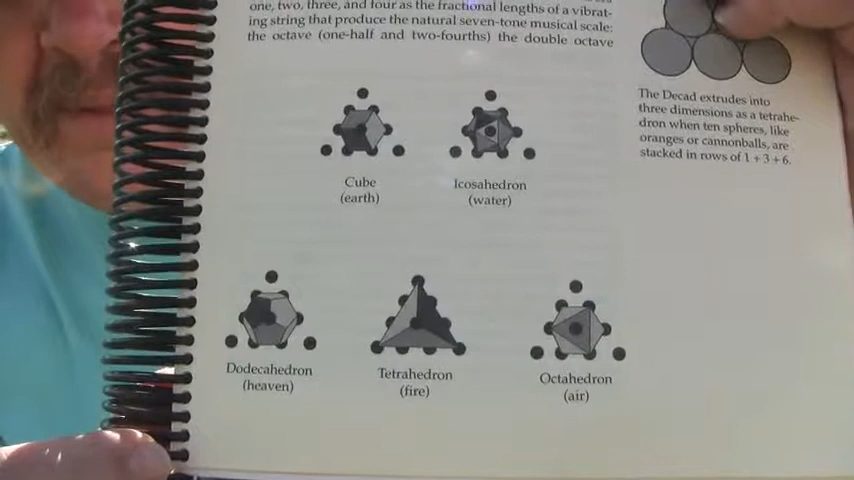 one, two, three, and four as the fractional lengths of a vibrat-
ing string that produce the natural seven-tone musical scale:
the octave (one-half and two-fourths) the double octave
The Decad extrudes into
three dimensions as a tetrahe-
dron when ten spheres, like
oranges or cannonballs, are
stacked in rows of 1 + 3 + 6.
Cube
(earth)
Icosahedron
(water)
Dodecahedron
(heaven)
Tetrahedron
(fire)
Octahedron
(air)